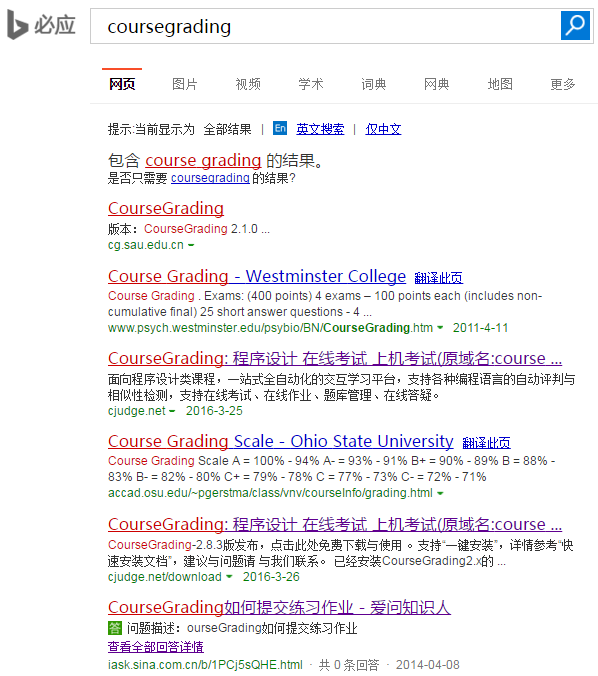 必应 coursegrading
网页 图片 视频 学术 词典 网典 地图 更多
提示:当前显示为 全部结果 | En 英文搜索 | 仅中文
包含 course grading 的结果。
是否只需要 coursegrading 的结果?
CourseGrading
版本：CourseGrading 2.1.0 ...
cg.sau.edu.cn
Course Grading - Westminster College 翻译此页
Course Grading . Exams: (400 points) 4 exams – 100 points each (includes non-
cumulative final) 25 short answer questions - 4 ...
www.psych.westminster.edu/psybio/BN/CourseGrading.htm 2011-4-11
CourseGrading: 程序设计 在线考试 上机考试(原域名:course ...
面向程序设计类课程，一站式全自动化的交互学习平台，支持各种编程语言的自动评判与
相似性检测，支持在线考试、在线作业、题库管理、在线答疑。
cjudge.net 2016-3-25
Course Grading Scale - Ohio State University 翻译此页
Course Grading Scale A = 100% - 94% A- = 93% - 91% B+ = 90% - 89% B = 88% -
83% B- = 82% - 80% C+ = 79% - 78% C = 77% - 73% C- = 72% - 71%
accad.osu.edu/~pgerstma/class/vnv/courseInfo/grading.html
CourseGrading: 程序设计 在线考试 上机考试(原域名:course ...
CourseGrading-2.8.3版发布，点击此处免费下载与使用 。支持“一键安装”，详情参考“快
速安装文档”，建议与问题请 与我们联系。 已经安装CourseGrading2.x的 ...
cjudge.net/download 2016-3-26
CourseGrading如何提交练习作业 - 爱问知识人
答 问题描述：ourseGrading如何提交练习作业
查看全部回答详情
iask.sina.com.cn/b/1PCj5sQHE.html · 共 0 条回答 · 2014-04-08